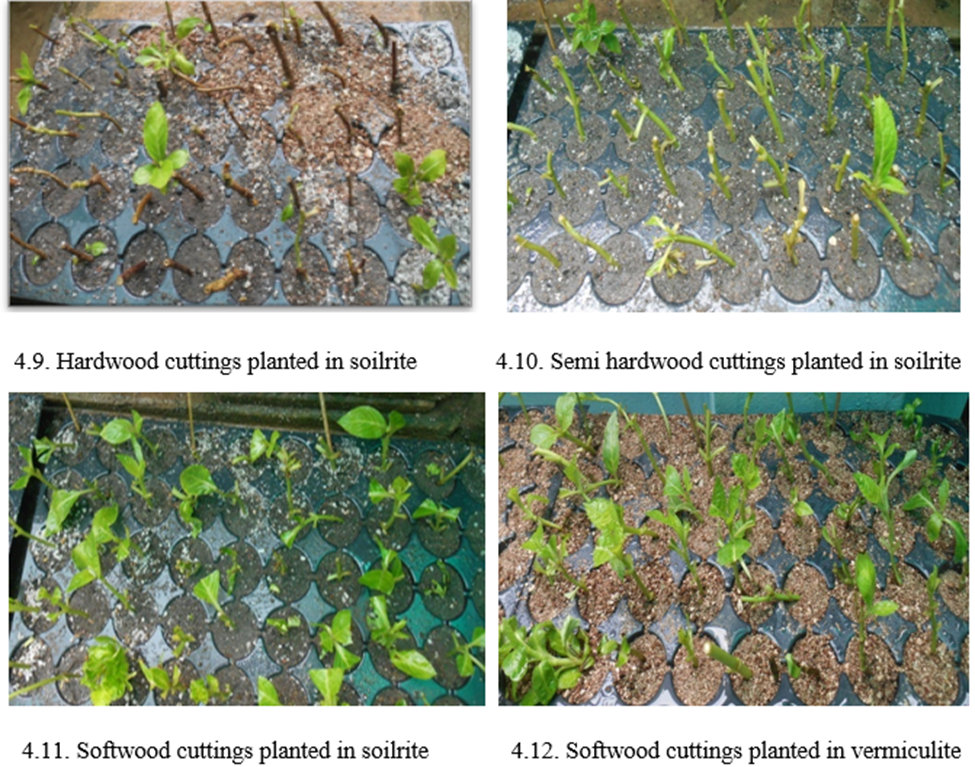 4.9. Hardwood cuttings planted in soilrite
4.10. Semi hardwood cuttings planted in soilrite
4.11. Softwood cuttings planted in soilrite
4.12. Softwood cuttings planted in vermiculite